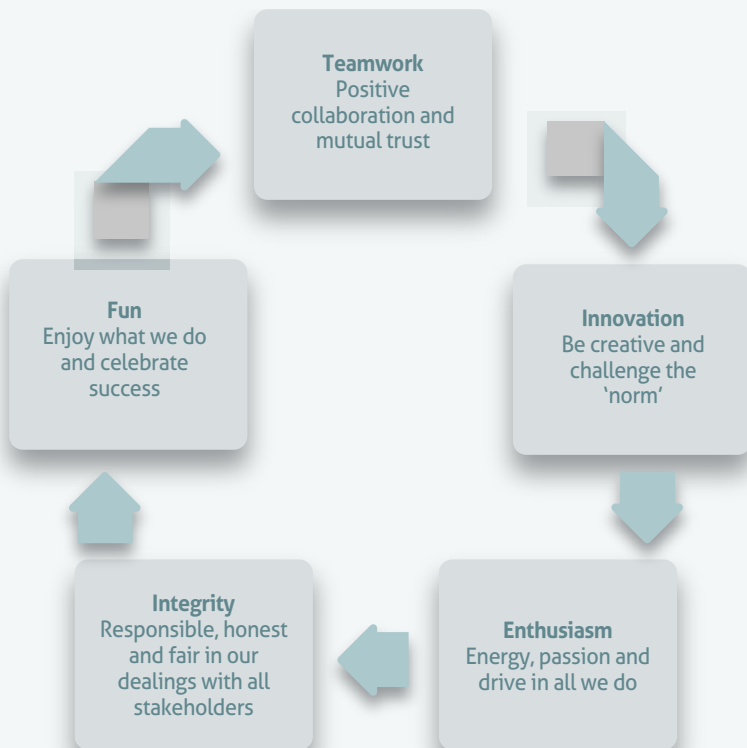 Teamwork
Positive
collaboration and
mutual trust
Innovation
Be creative and
challenge the
‘norm’
Enthusiasm
Energy, passion and
drive in all we do
Integrity
Responsible, honest
and fair in our
dealings with all
stakeholders
Fun
Enjoy what we do
and celebrate
success